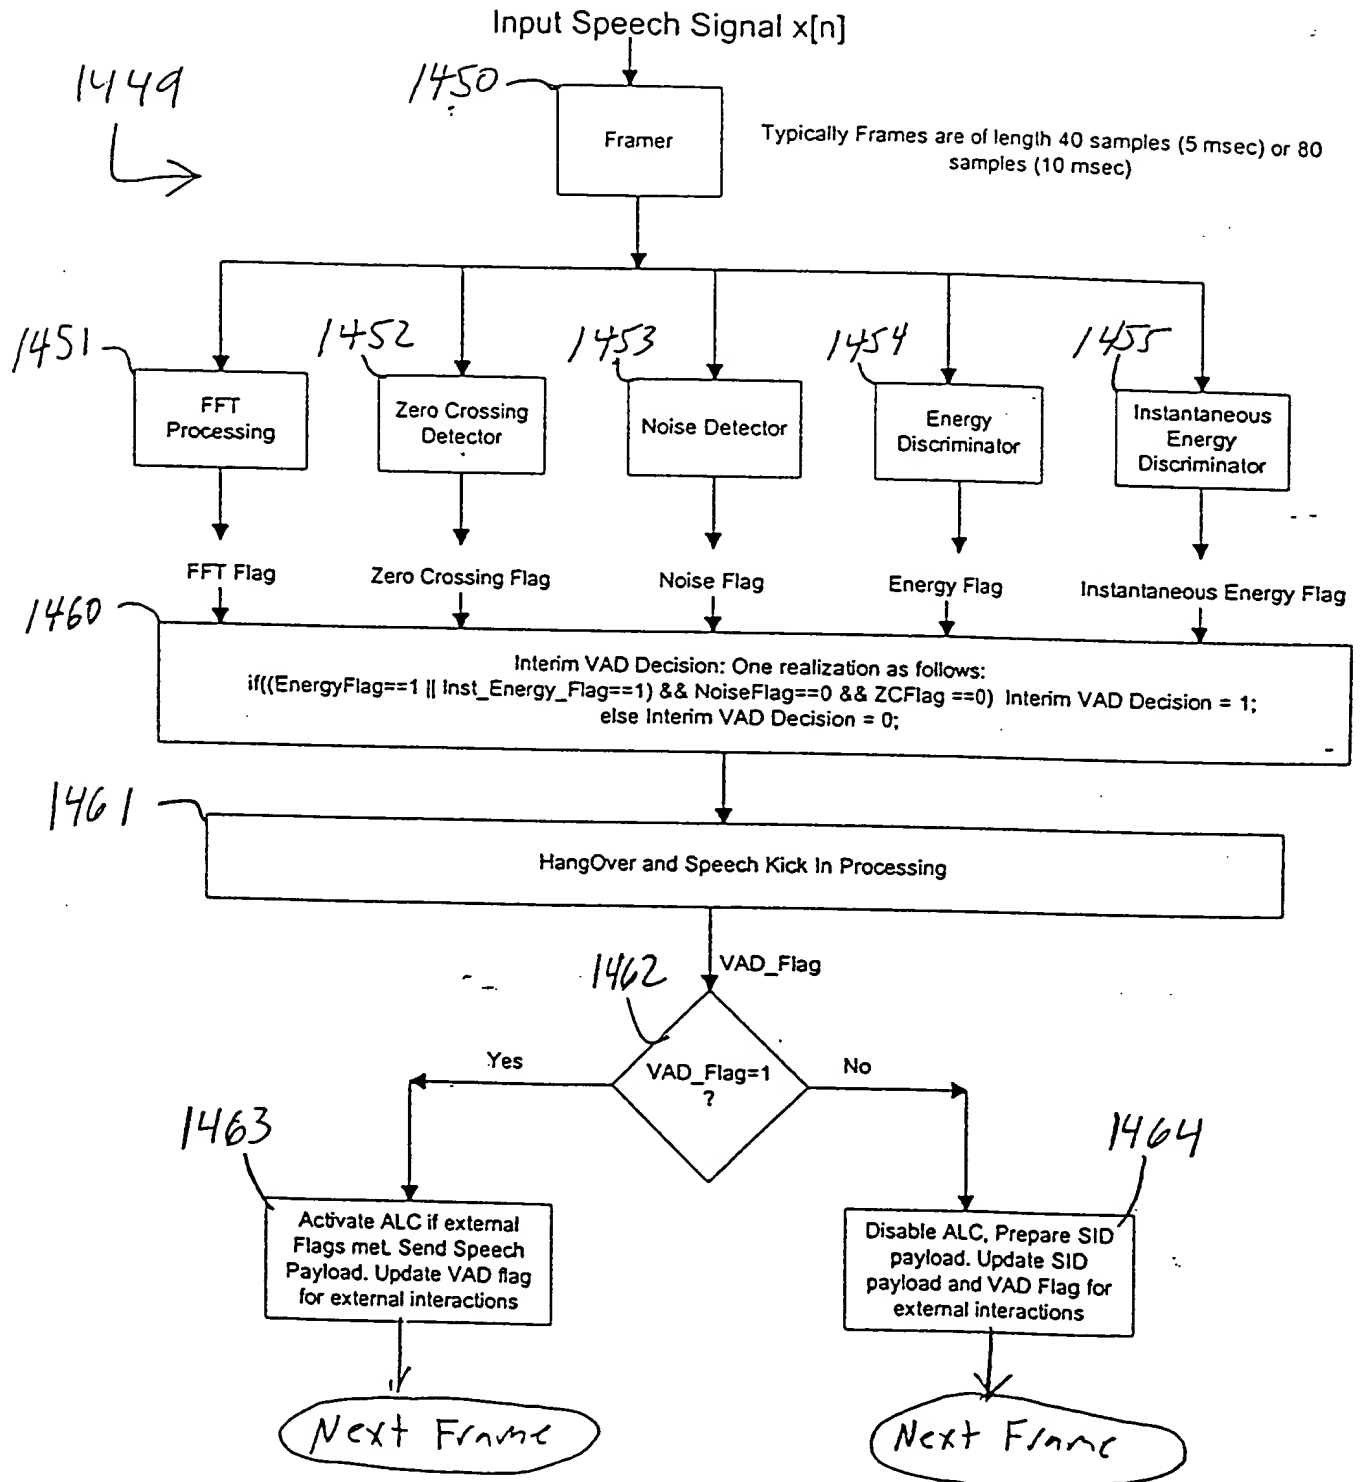 Input Speech Signal x[n]
1449
1450
Framer
Typically Frames are of length 40 samples (5 msec) or 80
samples (10 msec)
1451
1452
1453
1454
1455
FFT
Processing
Zero Crossing
Detector
Noise Detector
Energy
Discriminator
Instantaneous
Energy
Discriminator
FFT Flag
Zero Crossing Flag
Noise Flag
Energy Flag
Instantaneous Energy Flag
1460
Interim VAD Decision: One realization as follows:
if((EnergyFlag==1 || Inst_Energy_Flag==1) && NoiseFlag==0 && ZCFlag ==0) Interim VAD Decision = 1;
else Interim VAD Decision = 0;
1461
HangOver and Speech Kick In Processing
VAD_Flag
1462
VAD_Flag=1
?
Yes
No
1463
1464
Activate ALC if external
Flags met. Send Speech
Payload. Update VAD flag
for external interactions
Disable ALC, Prepare SID
payload. Update SID
payload and VAD Flag for
external interactions
Next Frame
Next Frame